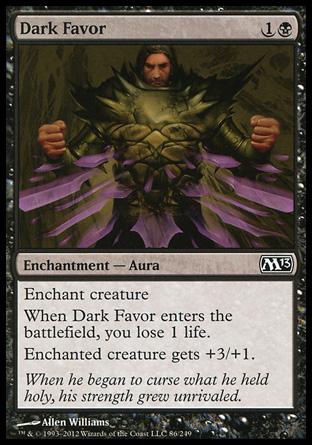 Dark Favor 1
Enchantment — Aura M13
Enchant creature
When Dark Favor enters the
battlefield, you lose 1 life.
Enchanted creature gets +3/+1.
When he began to curse what he held
holy, his strength grew unrivaled.
Allen Williams
™ & © 1993–2012 Wizards of the Coast LLC 86/249